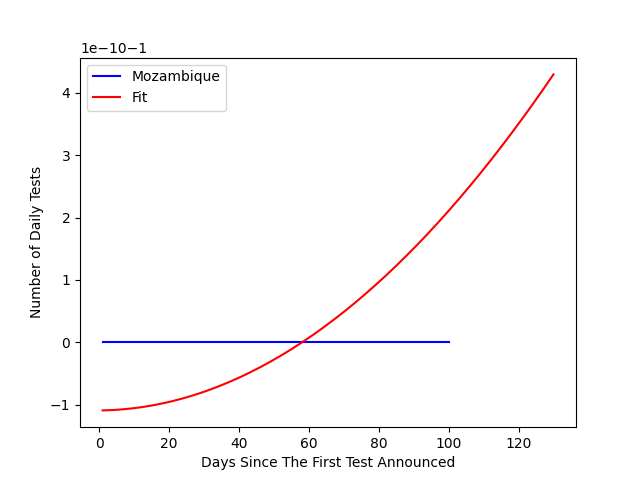 1e−10−1
Mozambique
Fit
4
3
2
1
0
−1
Number of Daily Tests
0
20
40
60
80
100
120
Days Since The First Test Announced